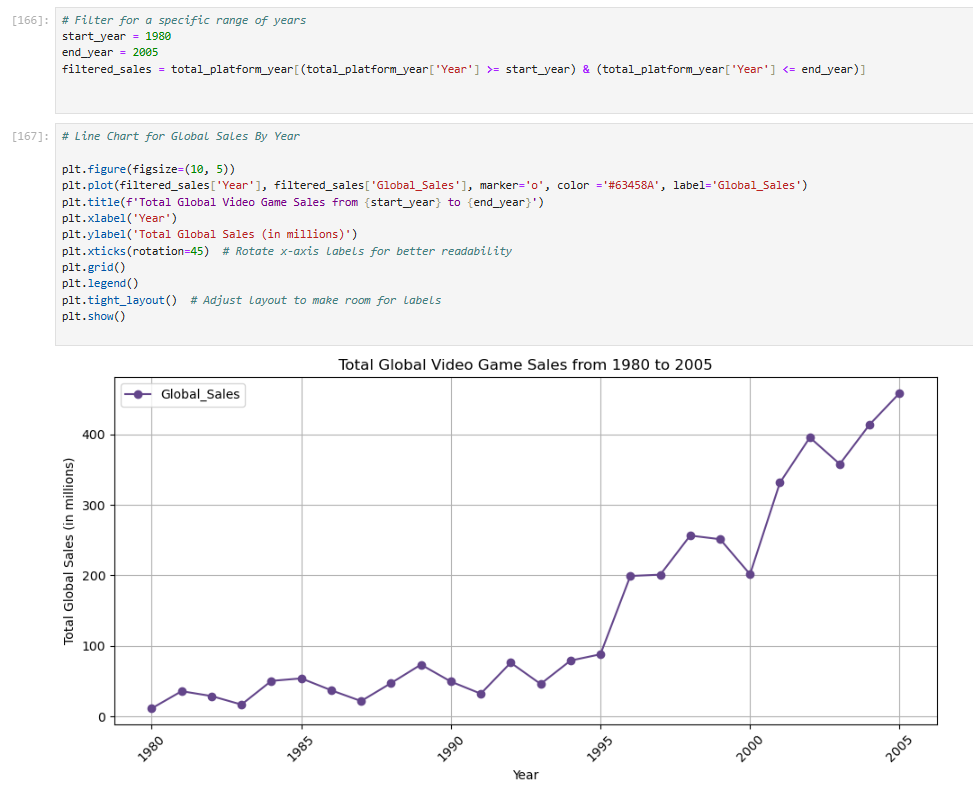 [166]: # Filter for a specific range of years
start_year = 1980
end_year = 2005
filtered_sales = total_platform_year[(total_platform_year['Year'] >= start_year) & (total_platform_year['Year'] <= end_year)]
[167]: # Line Chart for Global Sales By Year
plt.figure(figsize=(10, 5))
plt.plot(filtered_sales['Year'], filtered_sales['Global_Sales'], marker='o', color ='#63458A', label='Global_Sales')
plt.title(f'Total Global Video Game Sales from {start_year} to {end_year}')
plt.xlabel('Year')
plt.ylabel('Total Global Sales (in millions)')
plt.xticks(rotation=45)  # Rotate x-axis labels for better readability
plt.grid()
plt.legend()
plt.tight_layout()  # Adjust layout to make room for labels
plt.show()
Total Global Video Game Sales from 1980 to 2005
Global_Sales
Total Global Sales (in millions)
400
300
200
100
0
1980
1985
1990
1995
2000
2005
Year